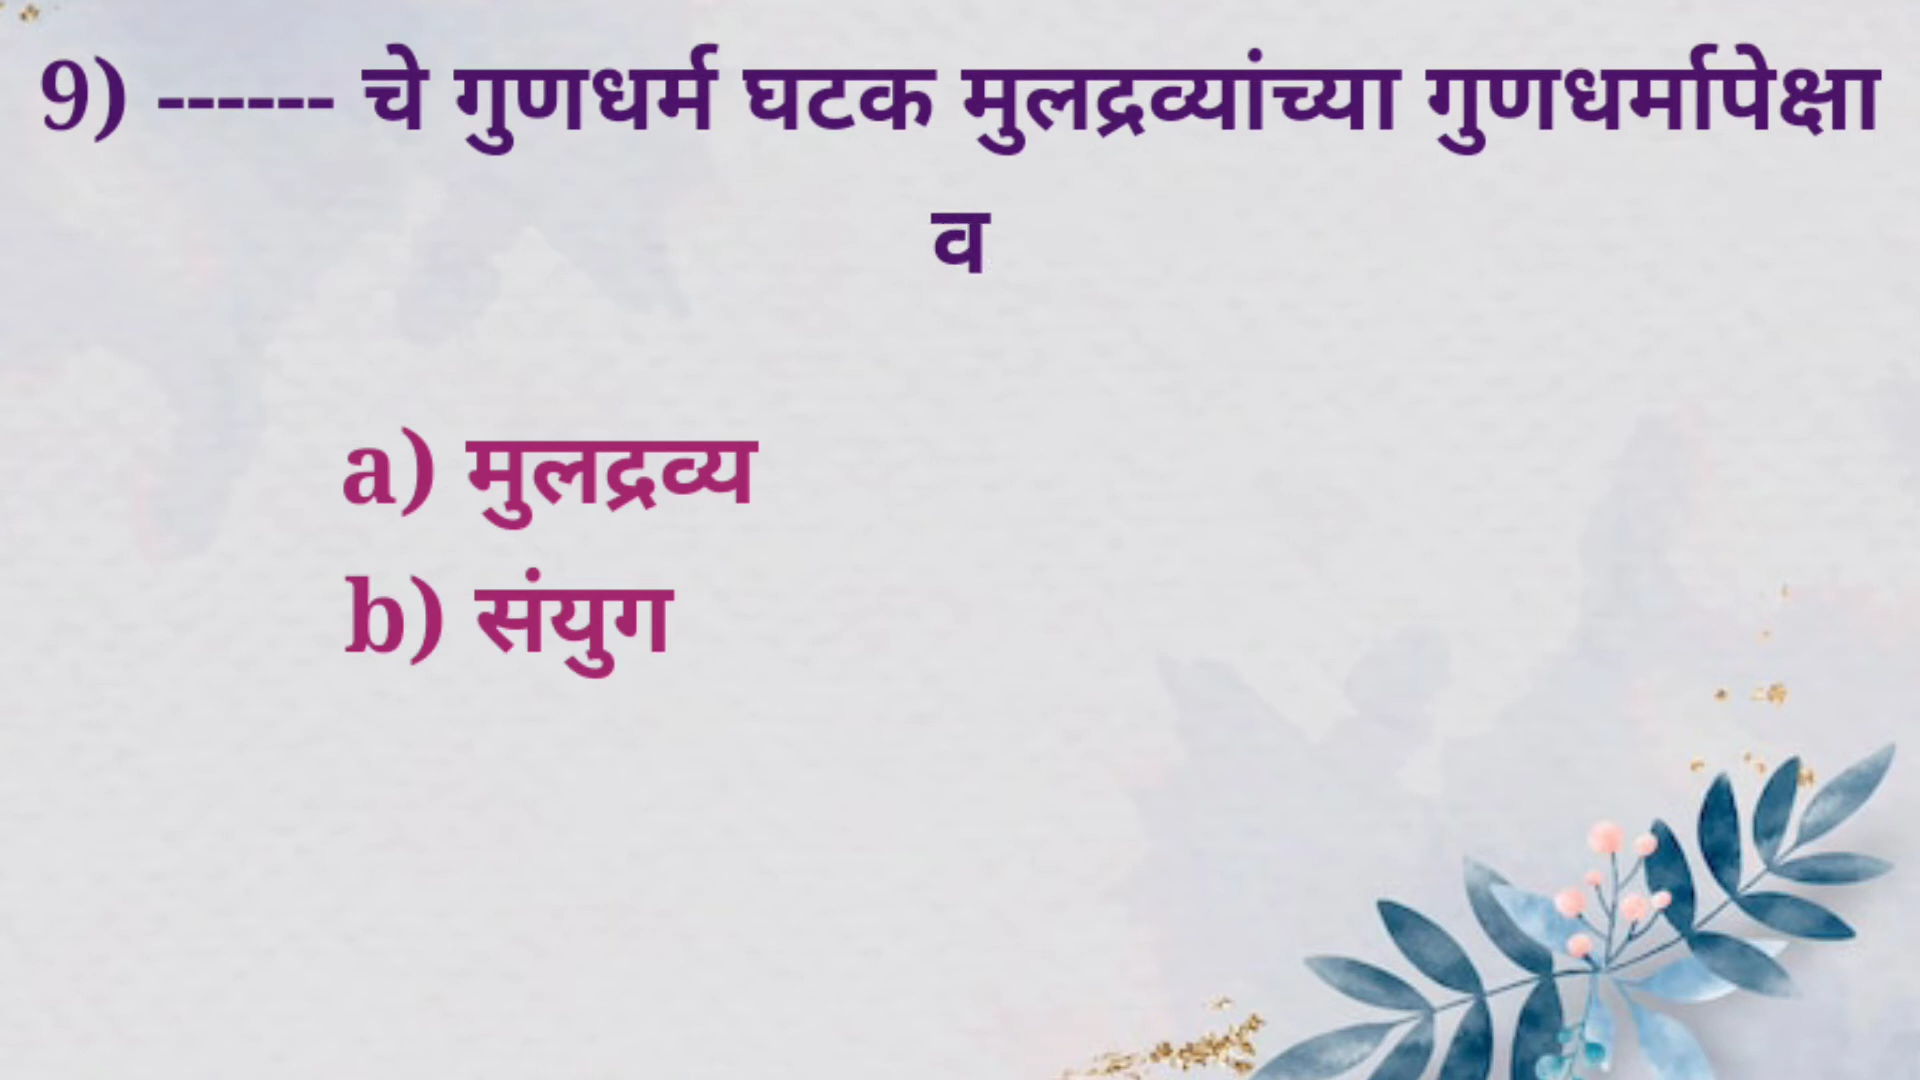 9) ------ चे गुणधर्म घटक मुलद्रव्यांच्या गुणधर्मापेक्षा
व
a) मुलद्रव्य
b) संयुग